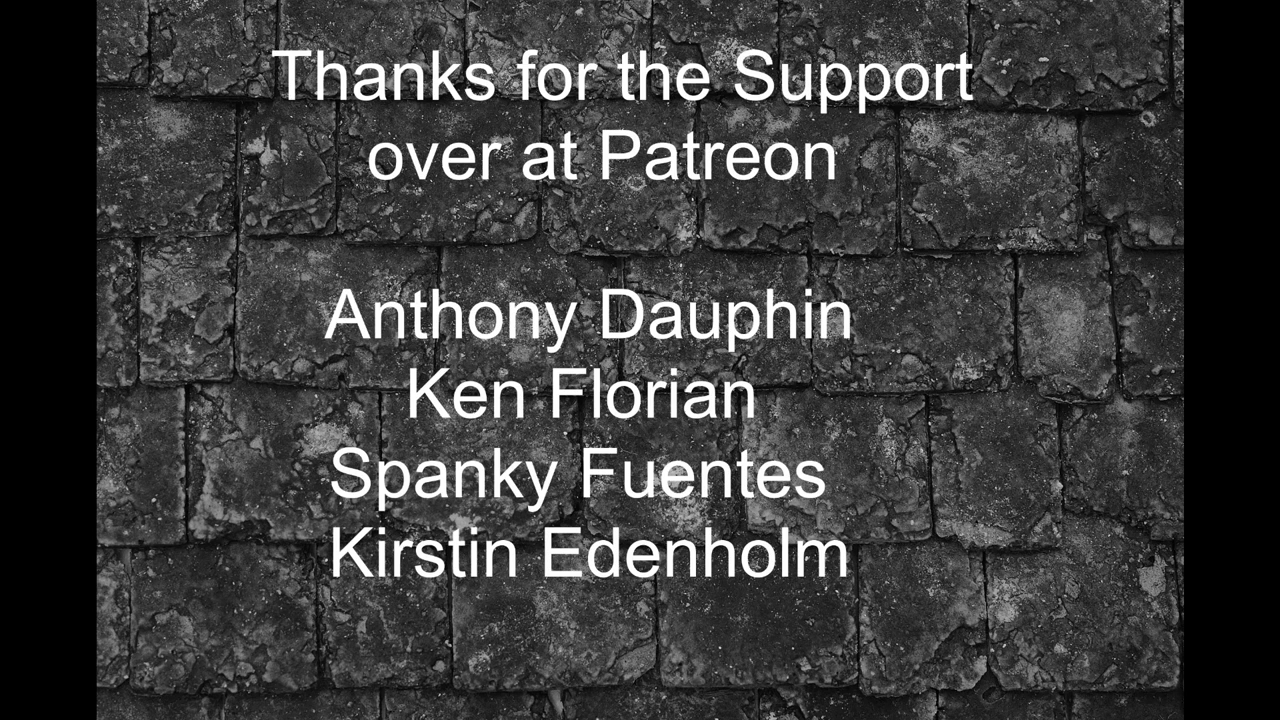 Thanks for the Support
over at Patreon
Anthony Dauphin
Ken Florian
Spanky Fuentes
Kirstin Edenholm